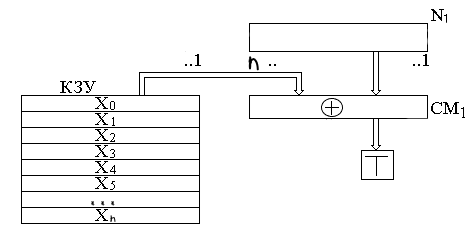 N₁
..1 n .. ..1
КЗУ
X₀
⊕ CM₁
X₁
X₂
X₃
X₄
T
X₅
...
Xₕ